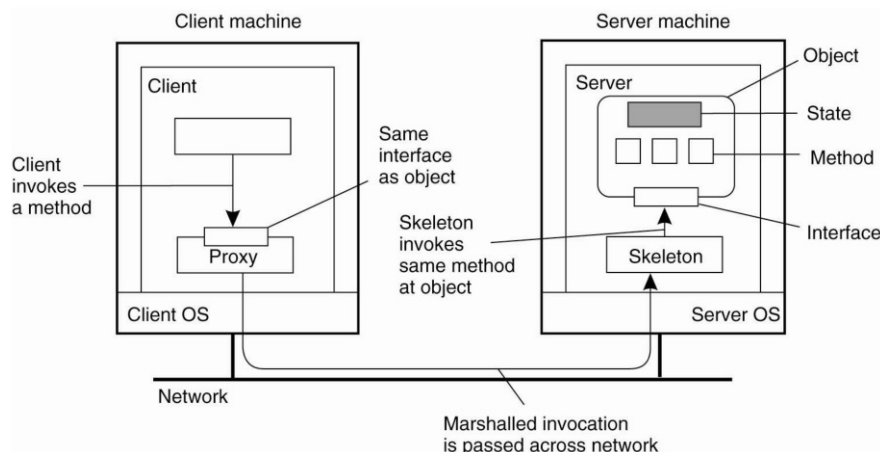 Client machine
Server machine
Client
Server
Object
State
Method
Interface
Client
invokes
a method
Same
interface
as object
Proxy
Skeleton
invokes
same method
at object
Skeleton
Client OS
Server OS
Network
Marshalled invocation
is passed across network